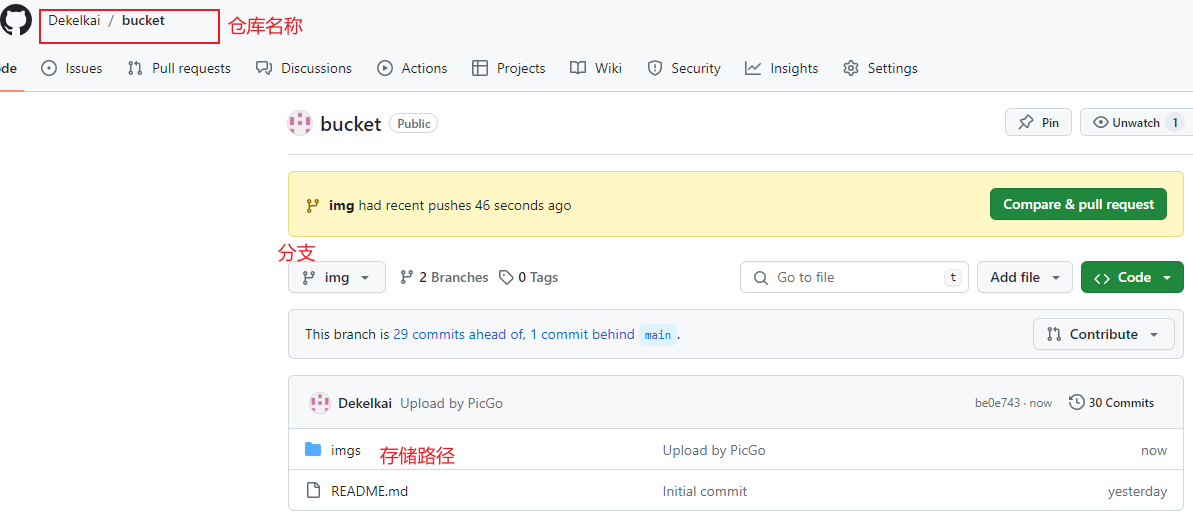 Dekelkai / bucket 仓库名称
de Issues Pull requests Discussions Actions Projects Wiki Security Insights Settings
bucket Public Pin Unwatch 1
img had recent pushes 46 seconds ago Compare & pull request
分支
img 2 Branches 0 Tags Go to file t Add file Code
This branch is 29 commits ahead of, 1 commit behind main. Contribute
Dekelkai Upload by PicGo be0e743 · now 30 Commits
imgs 存储路径 Upload by PicGo now
README.md Initial commit yesterday